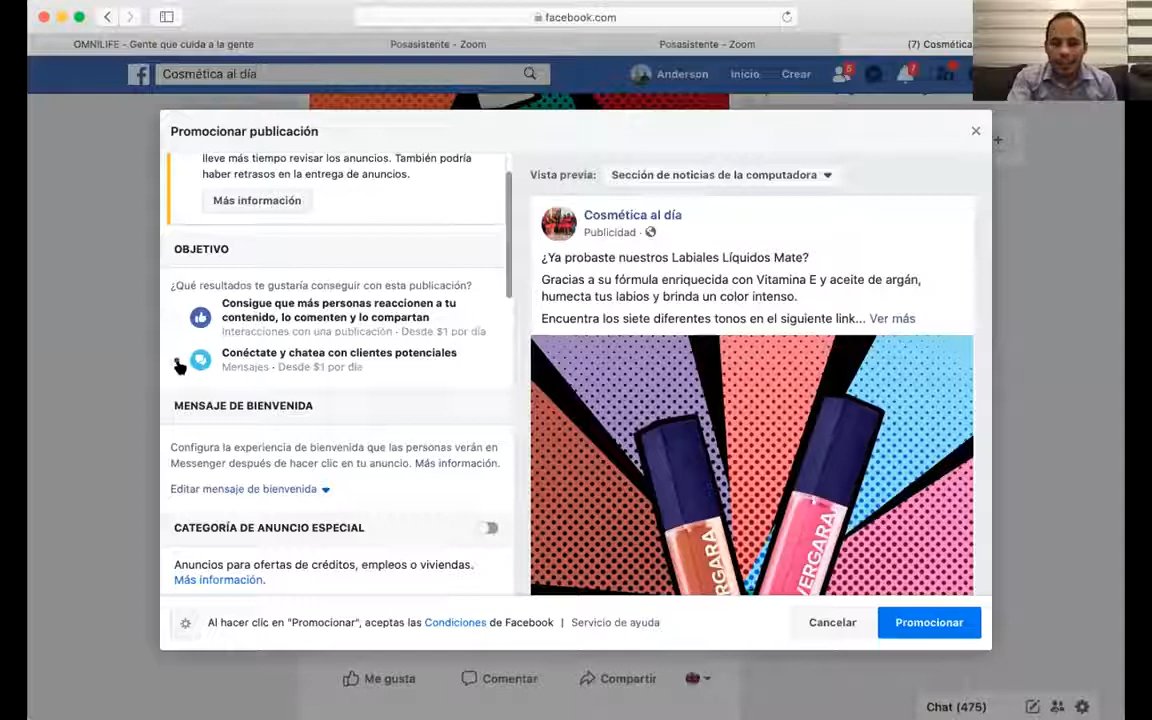 facebook.com
OMNILIFE - Gente que cuida a la gente
Posasistente - Zoom
Posasistente - Zoom
(7) Cosmética
Cosmética al día
Anderson
Inicio
Crear
6
7
Promocionar publicación
lleve más tiempo revisar los anuncios. También podría
haber retrasos en la entrega de anuncios.
Más información
OBJETIVO
¿Qué resultados te gustaría conseguir con esta publicación?
Consigue que más personas reaccionen a tu
contenido, lo comenten y lo compartan
Interacciones con una publicación · Desde $1 por día
Conéctate y chatea con clientes potenciales
Mensajes · Desde $1 por día
MENSAJE DE BIENVENIDA
Configura la experiencia de bienvenida que las personas verán en
Messenger después de hacer clic en tu anuncio. Más información.
Editar mensaje de bienvenida
CATEGORÍA DE ANUNCIO ESPECIAL
Anuncios para ofertas de créditos, empleos o viviendas.
Más información.
Vista previa: Sección de noticias de la computadora
Cosmética al día
Publicidad ·
¿Ya probaste nuestros Labiales Líquidos Mate?
Gracias a su fórmula enriquecida con Vitamina E y aceite de argán,
humecta tus labios y brinda un color intenso.
Encuentra los siete diferentes tonos en el siguiente link... Ver más
VERGARA
Al hacer clic en "Promocionar", aceptas las Condiciones de Facebook | Servicio de ayuda
Cancelar
Promocionar
Me gusta
Comentar
Compartir
Chat (475)